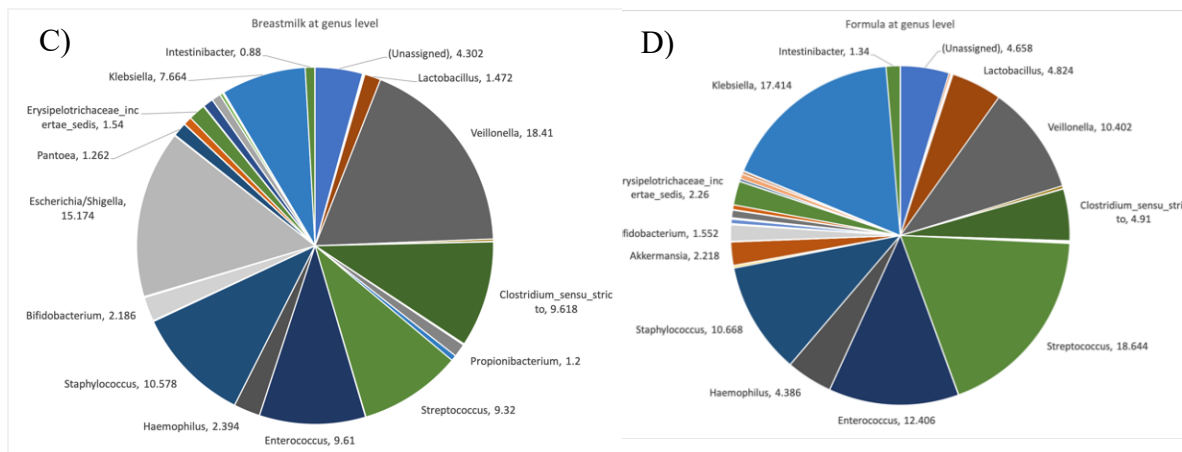 C)
Breastmilk at genus level
Intestinibacter, 0.88
(Unassigned), 4.302
Klebsiella, 7.664
Lactobacillus, 1.472
Erysipelotrichaceae_inc
ertae_sedis, 1.54
Veillonella, 18.41
Pantoea, 1.262
Escherichia/Shigella,
15.174
Clostridium_sensu_stric
to, 9.618
Bifidobacterium, 2.186
Propionibacterium, 1.2
Staphylococcus, 10.578
Streptococcus, 9.32
Haemophilus, 2.394
Enterococcus, 9.61
D)
Formula at genus level
Intestinibacter, 1.34
(Unassigned), 4.658
Klebsiella, 17.414
Lactobacillus, 4.824
Veillonella, 10.402
rysipelotrichaceae_inc
ertae_sedis, 2.26
Clostridium_sensu_stric
to, 4.91
ifidobacterium, 1.552
Akkermansia, 2.218
Staphylococcus, 10.668
Streptococcus, 18.644
Haemophilus, 4.386
Enterococcus, 12.406